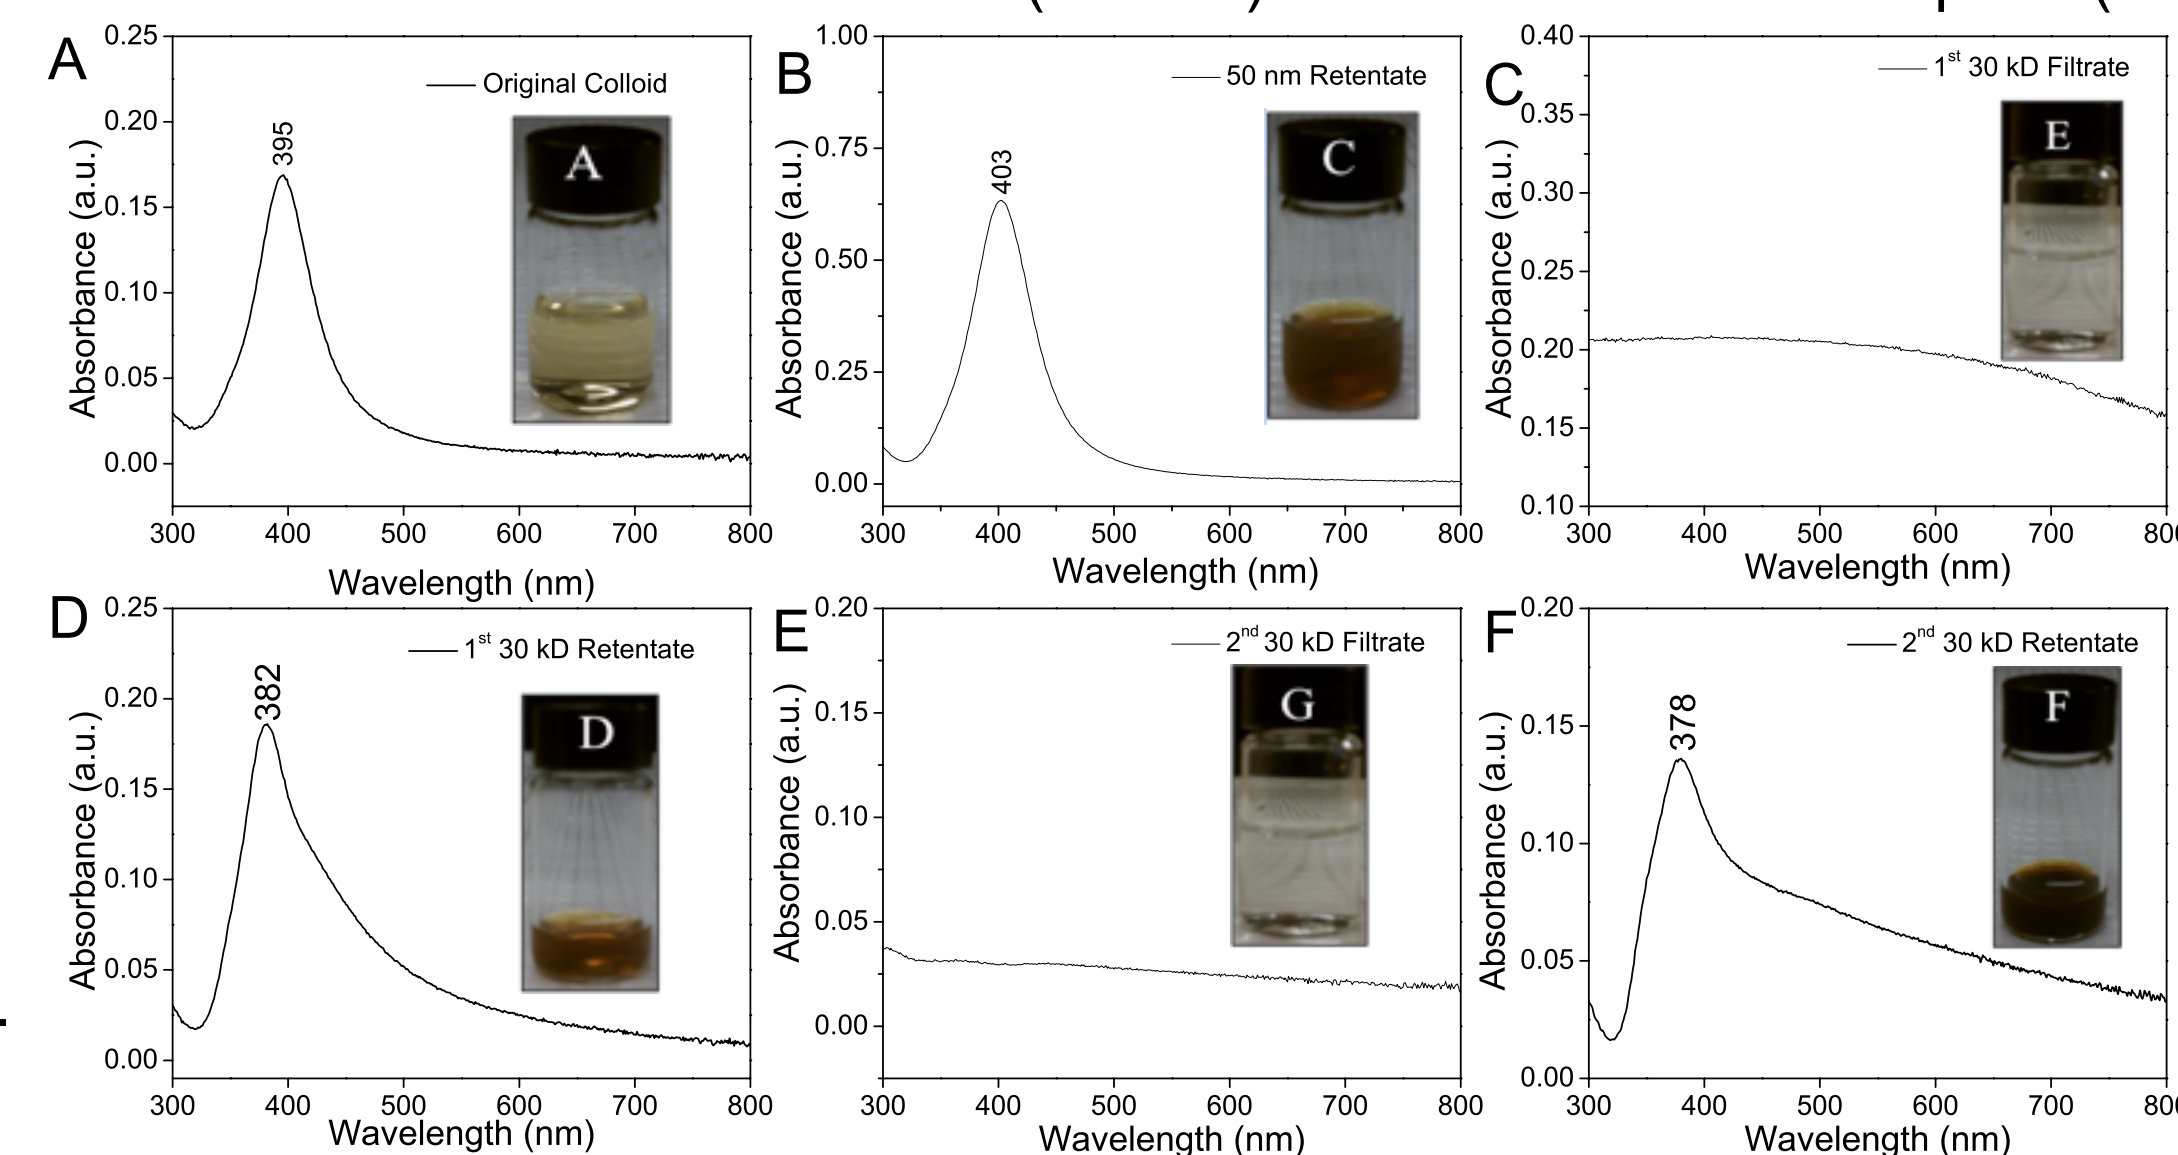 A
0.25
0.20
0.15
0.10
0.05
0.00
Absorbance (a.u.)
Original Colloid
395
A
300 400 500 600 700 800
Wavelength (nm)
B
1.00
0.75
0.50
0.25
0.00
Absorbance (a.u.)
50 nm Retentate
403
C
300 400 500 600 700 800
Wavelength (nm)
C
0.40
0.35
0.30
0.25
0.20
0.15
0.10
Absorbance (a.u.)
1st 30 kD Filtrate
E
300 400 500 600 700 800
Wavelength (nm)
D
0.25
0.20
0.15
0.10
0.05
0.00
Absorbance (a.u.)
1st 30 kD Retentate
382
D
300 400 500 600 700 800
Wavelength (nm)
E
0.20
0.15
0.10
0.05
0.00
Absorbance (a.u.)
2nd 30 kD Filtrate
G
300 400 500 600 700 800
Wavelength (nm)
F
0.20
0.15
0.10
0.05
0.00
Absorbance (a.u.)
2nd 30 kD Retentate
378
F
300 400 500 600 700 800
Wavelength (nm)